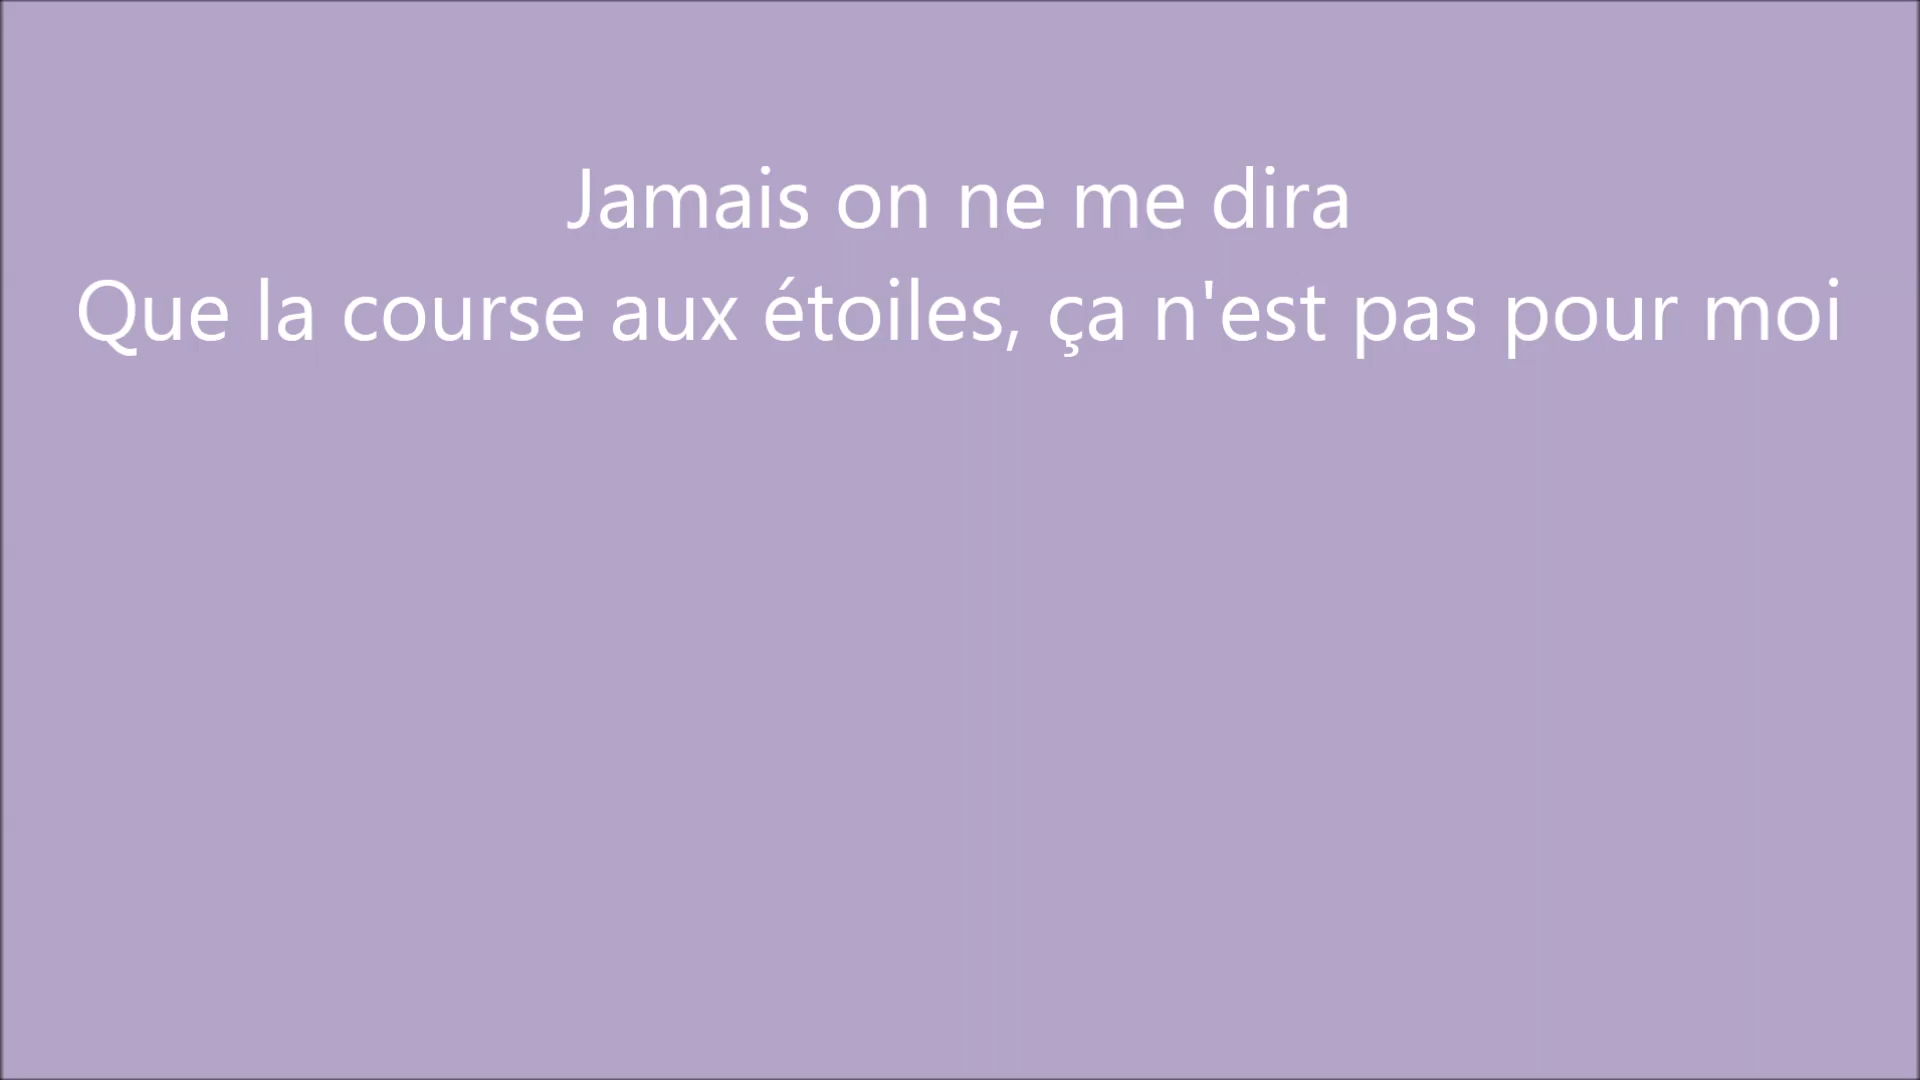 Jamais on ne me dira
Que la course aux étoiles, ça n'est pas pour moi